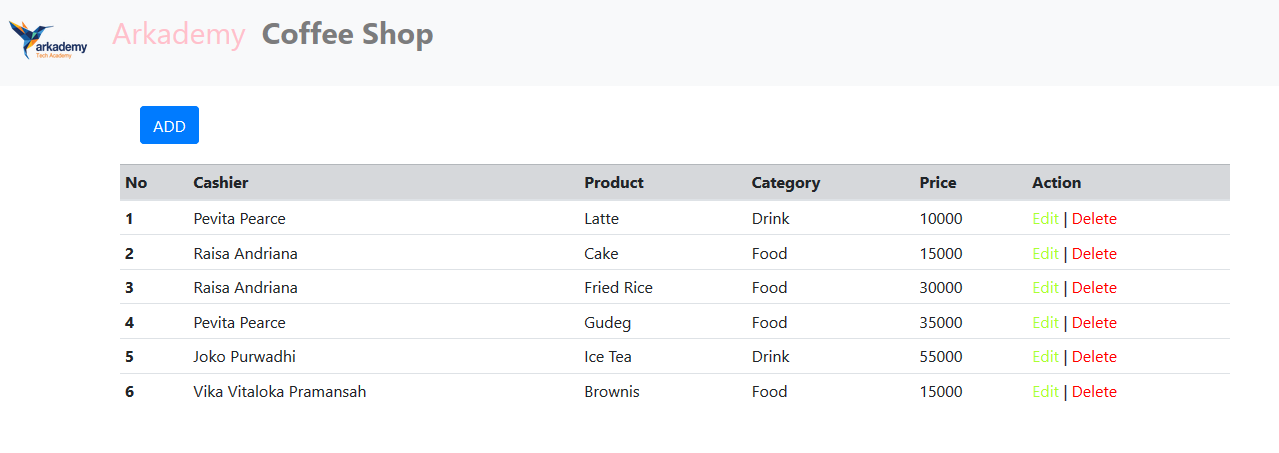 arkademy
Tech Academy
Arkademy Coffee Shop
ADD
No Cashier Product Category Price Action
1 Pevita Pearce Latte Drink 10000 Edit | Delete
2 Raisa Andriana Cake Food 15000 Edit | Delete
3 Raisa Andriana Fried Rice Food 30000 Edit | Delete
4 Pevita Pearce Gudeg Food 35000 Edit | Delete
5 Joko Purwadhi Ice Tea Drink 55000 Edit | Delete
6 Vika Vitaloka Pramansah Brownis Food 15000 Edit | Delete